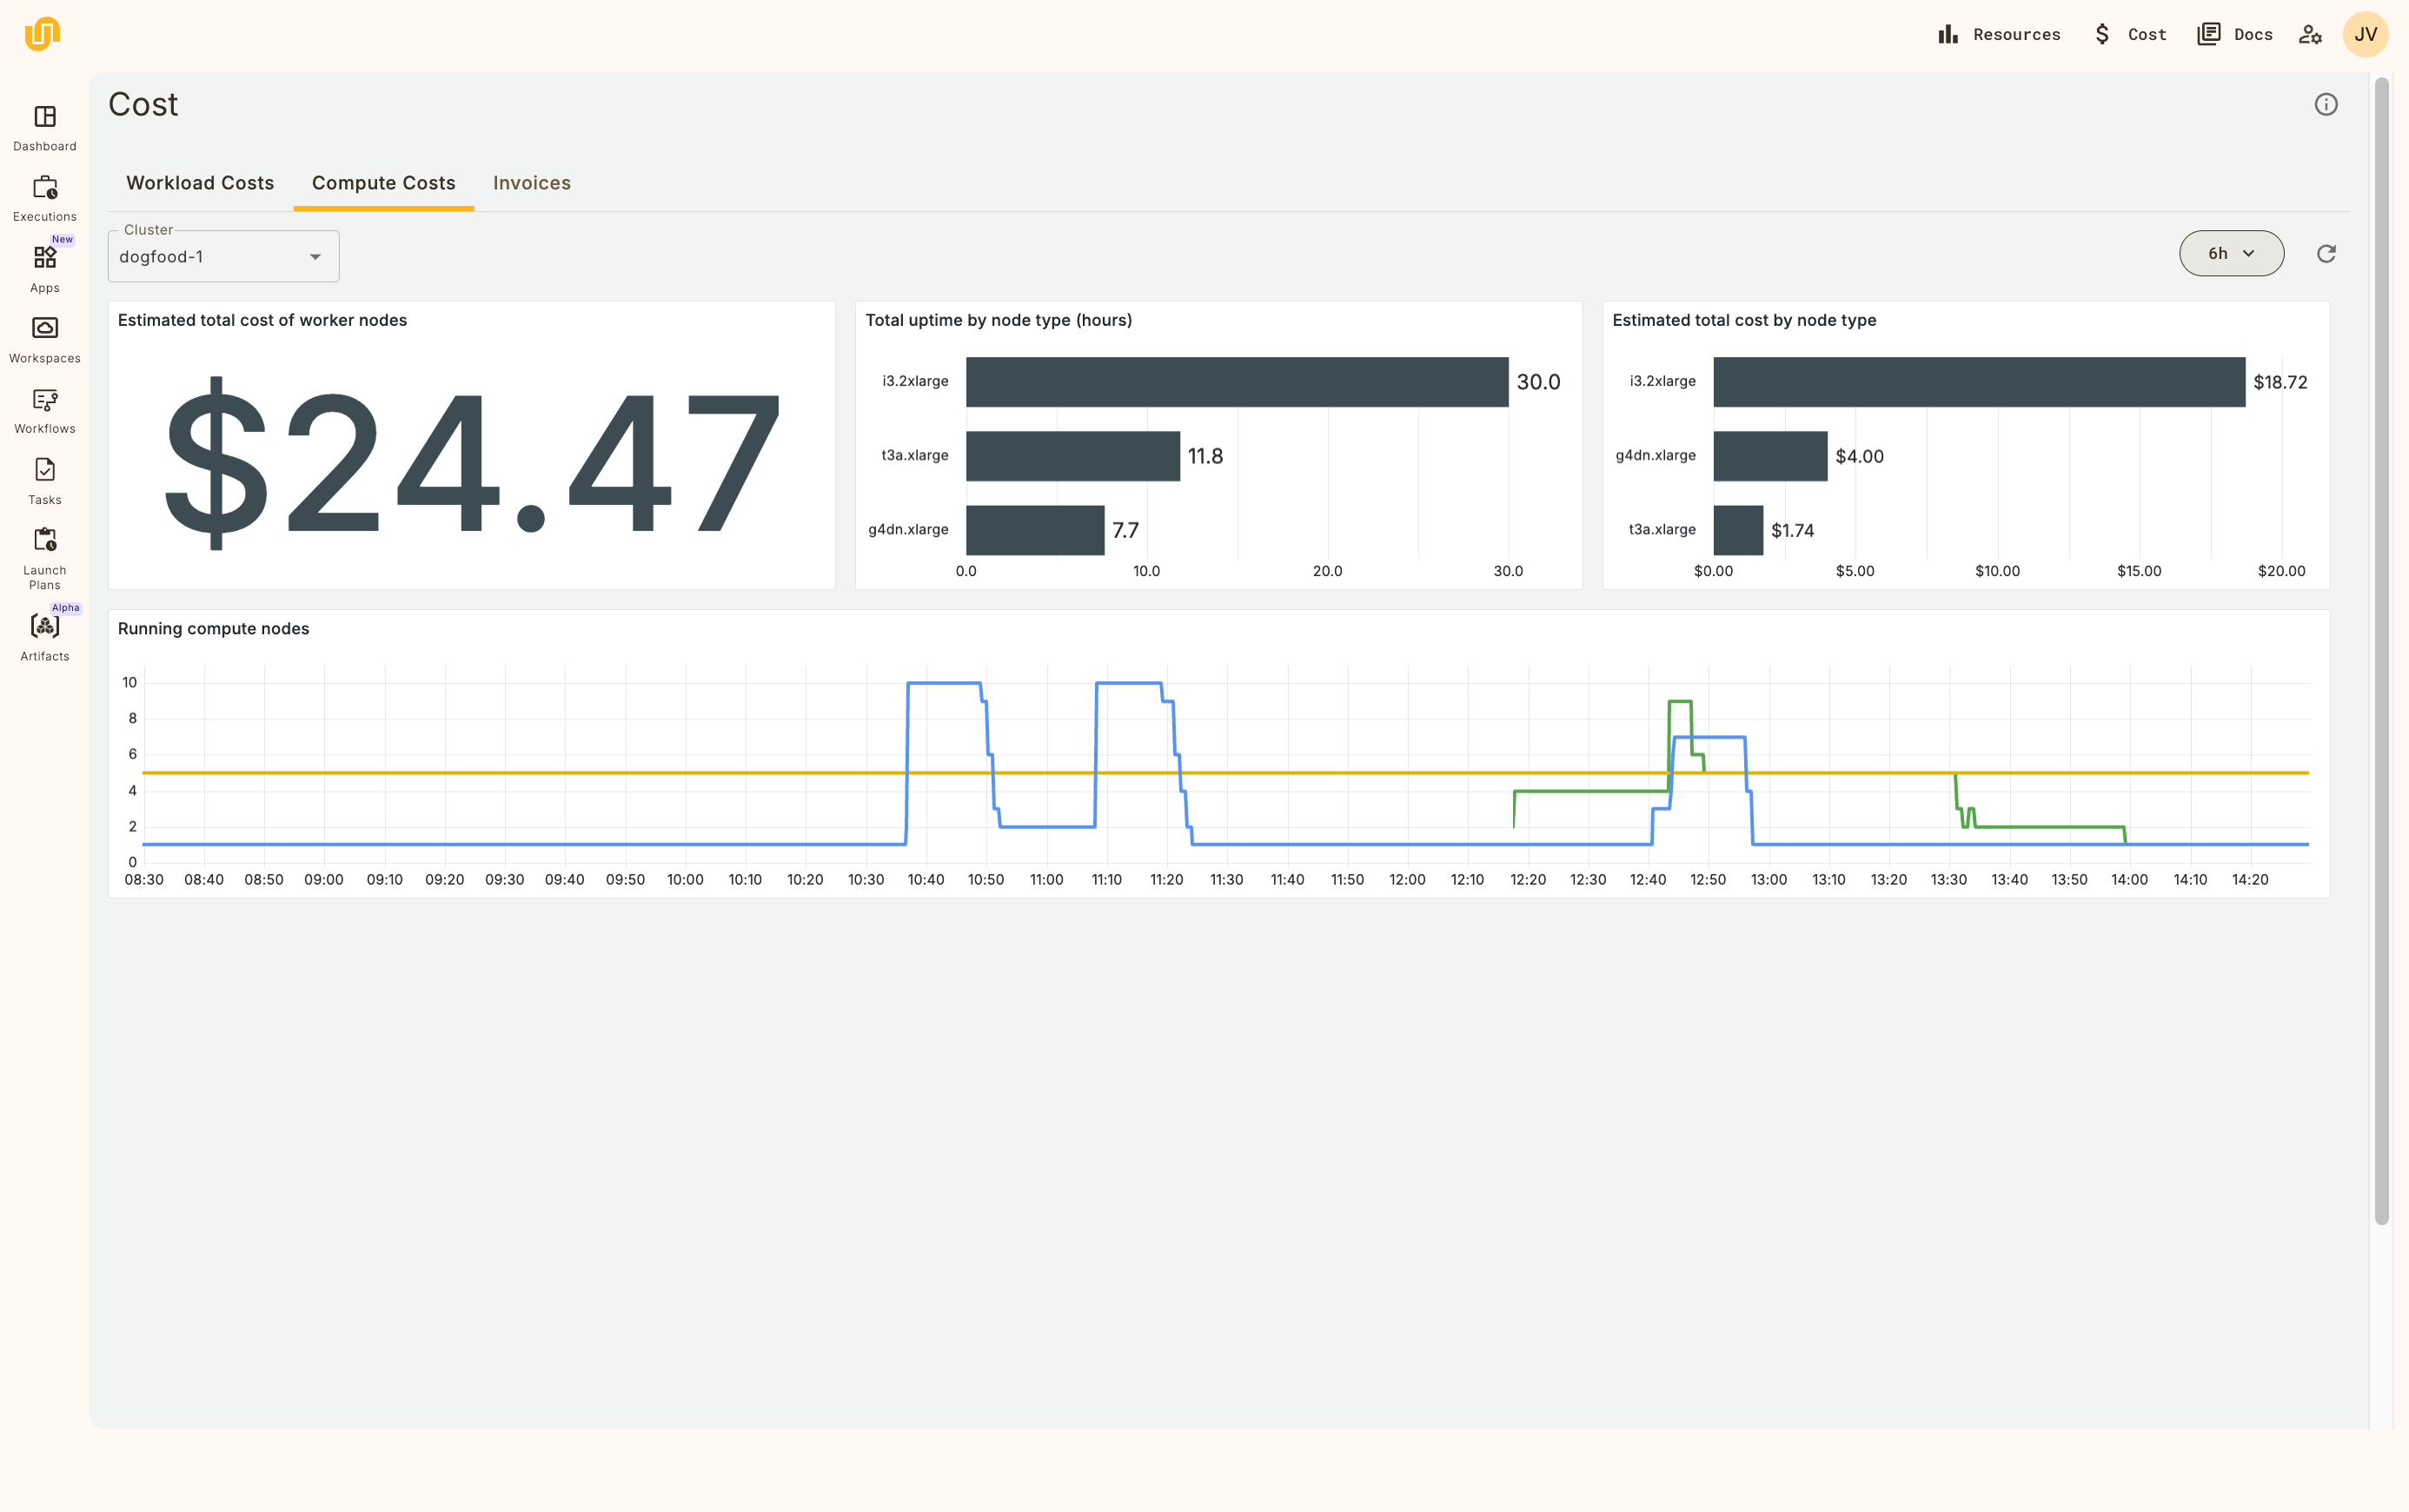 Resources Cost Docs JV
Dashboard
Executions
New
Apps
Workspaces
Workflows
Tasks
Launch
Plans
Alpha
Artifacts
Cost
Workload Costs Compute Costs Invoices
Cluster
dogfood-1
6h
Estimated total cost of worker nodes
$24.47
Total uptime by node type (hours)
i3.2xlarge 30.0
t3a.xlarge 11.8
g4dn.xlarge 7.7
0.0 10.0 20.0 30.0
Estimated total cost by node type
i3.2xlarge $18.72
g4dn.xlarge $4.00
t3a.xlarge $1.74
$0.00 $5.00 $10.00 $15.00 $20.00
Running compute nodes
10
8
6
4
2
0
08:30 08:40 08:50 09:00 09:10 09:20 09:30 09:40 09:50 10:00 10:10 10:20 10:30 10:40 10:50 11:00 11:10 11:20 11:30 11:40 11:50 12:00 12:10 12:20 12:30 12:40 12:50 13:00 13:10 13:20 13:30 13:40 13:50 14:00 14:10 14:20